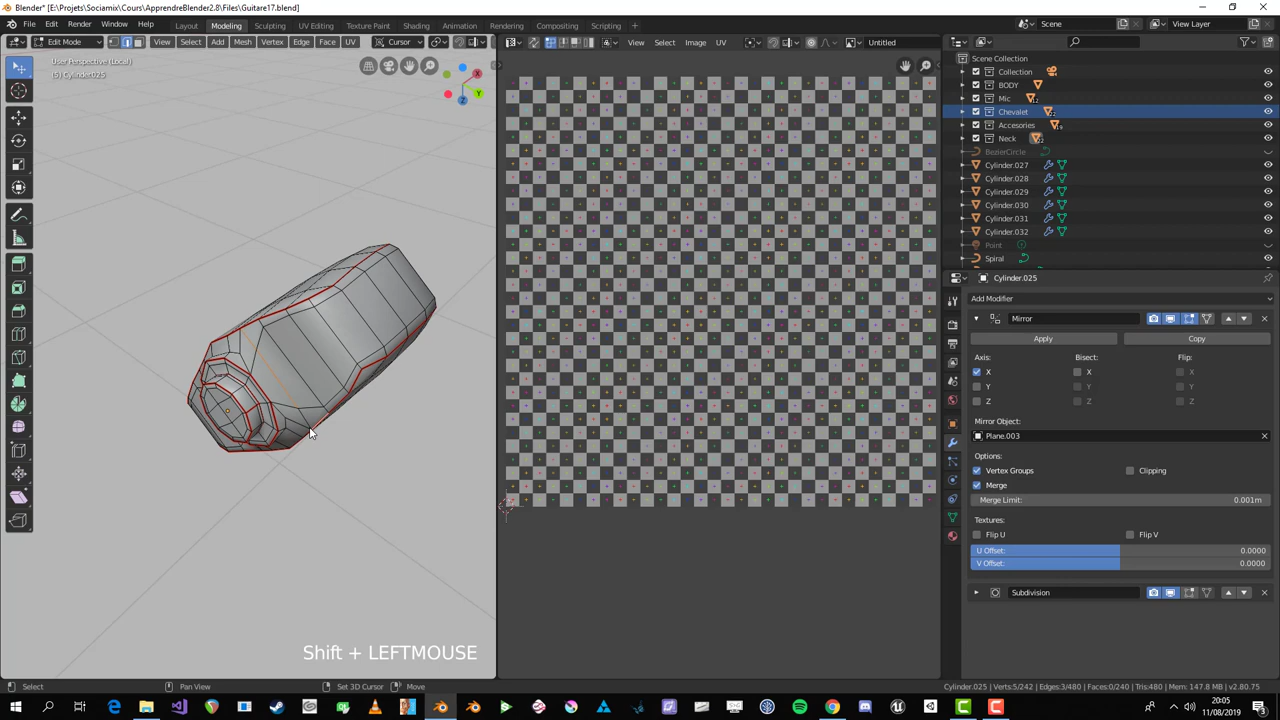 Blender* [E:\Projets\Sociamix\Cours\ApprendreBlender2.8\Files\Guitare17.blend]
File Edit Render Window Help Layout Modeling Sculpting UV Editing Texture Paint Shading Animation Rendering Compositing Scripting + Scene View Layer
Edit Mode View Select Add Mesh Vertex Edge Face UV Cursor View Select Image UV Untitled
User Perspective (Local)
(5) Cylinder.025
X
Y
Z
Scene Collection
Collection
BODY
Mic
Chevalet
Accesories
Neck
BezierCircle
Cylinder.027
Cylinder.028
Cylinder.029
Cylinder.030
Cylinder.031
Cylinder.032
Point
Spiral
Cylinder.025
Add Modifier
Mirror
Apply Copy
Axis: Bisect: Flip:
X X X
Y Y Y
Z Z Z
Mirror Object:
Plane.003
Options:
Vertex Groups Clipping
Merge
Merge Limit: 0.001m
Textures:
Flip U Flip V
U Offset: 0.0000
V Offset: 0.0000
Subdivision
Shift + LEFTMOUSE
Select Pan View Set 3D Cursor Move Cylinder.025 | Verts:5/242 | Edges:3/480 | Faces:0/240 | Tris:480 | Mem: 147.8 MB | v2.80.75
20:05
11/08/2019